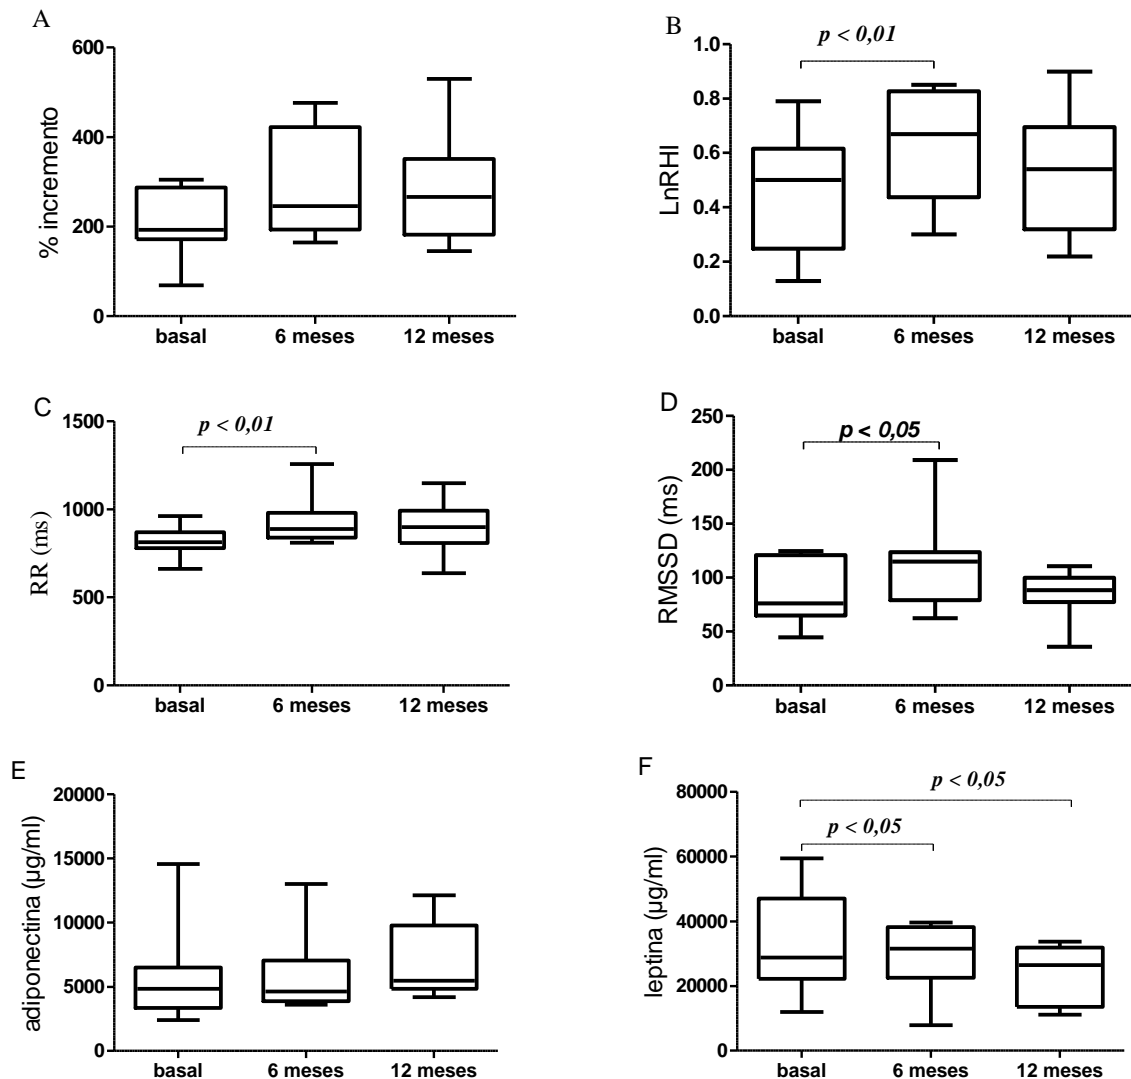 A
% incremento
600
400
200
0
basal
6 meses
12 meses
B
p < 0,01
LnRHI
1.0
0.8
0.6
0.4
0.2
0.0
basal
6 meses
12 meses
C
p < 0,01
RR (ms)
1500
1000
500
0
basal
6 meses
12 meses
D
p < 0,05
RMSSD (ms)
250
200
150
100
50
0
basal
6 meses
12 meses
E
adiponectina (µg/ml)
20000
15000
10000
5000
0
basal
6 meses
12 meses
F
p < 0,05
p < 0,05
leptina (µg/ml)
80000
60000
40000
20000
0
basal
6 meses
12 meses